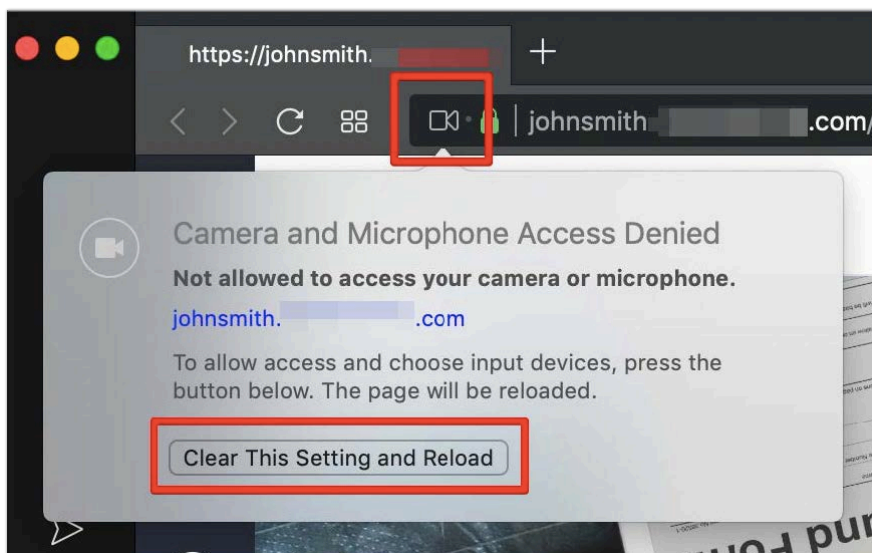 https://johnsmith.
johnsmith .com/
Camera and Microphone Access Denied
Not allowed to access your camera or microphone.
johnsmith. .com
To allow access and choose input devices, press the
button below. The page will be reloaded.
Clear This Setting and Reload